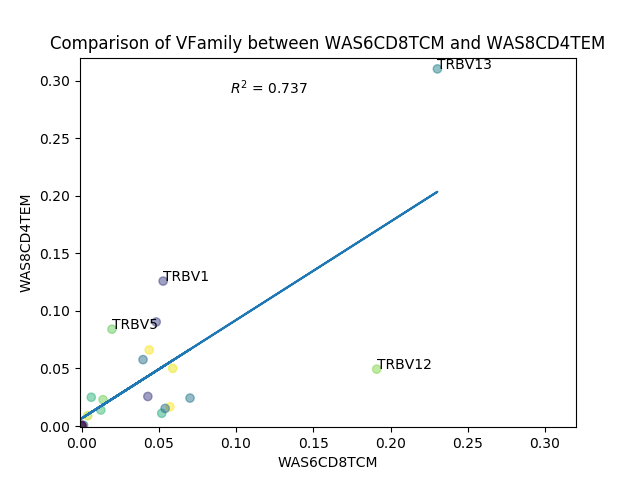 Comparison of VFamily between WAS6CD8TCM and WAS8CD4TEM
TRBV13
R² = 0.737
TRBV1
TRBV5
TRBV12
WAS8CD4TEM
0.30
0.25
0.20
0.15
0.10
0.05
0.00
0.00 0.05 0.10 0.15 0.20 0.25 0.30
WAS6CD8TCM